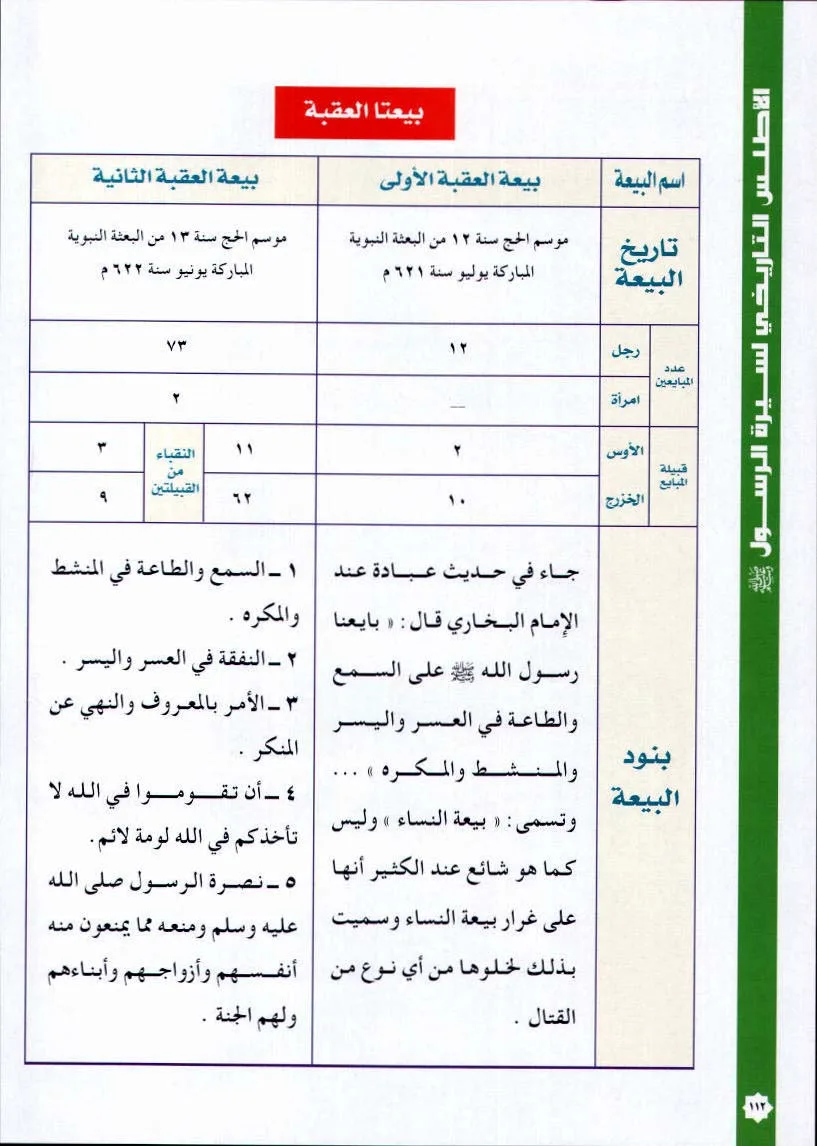 بيعتا العقبة
اسم البيعة
بيعة العقبة الأولى
بيعة العقبة الثانية
تاريخ
البيعة
موسم الحج سنة ١٢ من البعثة النبوية
المباركة يوليو سنة ٦٢١ م
موسم الحج سنة ١٣ من البعثة النبوية
المباركة يونيو سنة ٦٢٢ م
عدد
المبايعين
رجل
١٢
٧٣
امرأة
__
٢
قبيلة
المبايع
الأوس
٢
١١
النقباء
من
القبيلتين
٣
الخزرج
١٠
٦٢
٩
بنود
البيعة
جاء في حديث عبادة عند
الإمام البخاري قال : « بايعنا
رسول الله ﷺ على السمع
والطاعة في العسر واليسر
والمنشط والمكره » ...
وتسمى : « بيعة النساء » وليس
كما هو شائع عند الكثير أنها
على غرار بيعة النساء وسميت
بذلك لخلوها من أي نوع من
القتال .
١ - السمع والطاعة في المنشط
والمكره .
٢ - النفقة في العسر واليسر .
٣ - الأمر بالمعروف والنهي عن
المنكر .
٤ - أن تقوموا في الله لا
تأخذكم في الله لومة لائم.
٥ - نصرة الرسول صلى الله
عليه وسلم ومنعه مما يمنعون منه
أنفسهم وأزواجهم وأبناءهم
ولهم الجنة .
الأطلس التاريخي لسيرة الرسول ﷺ
١١٢